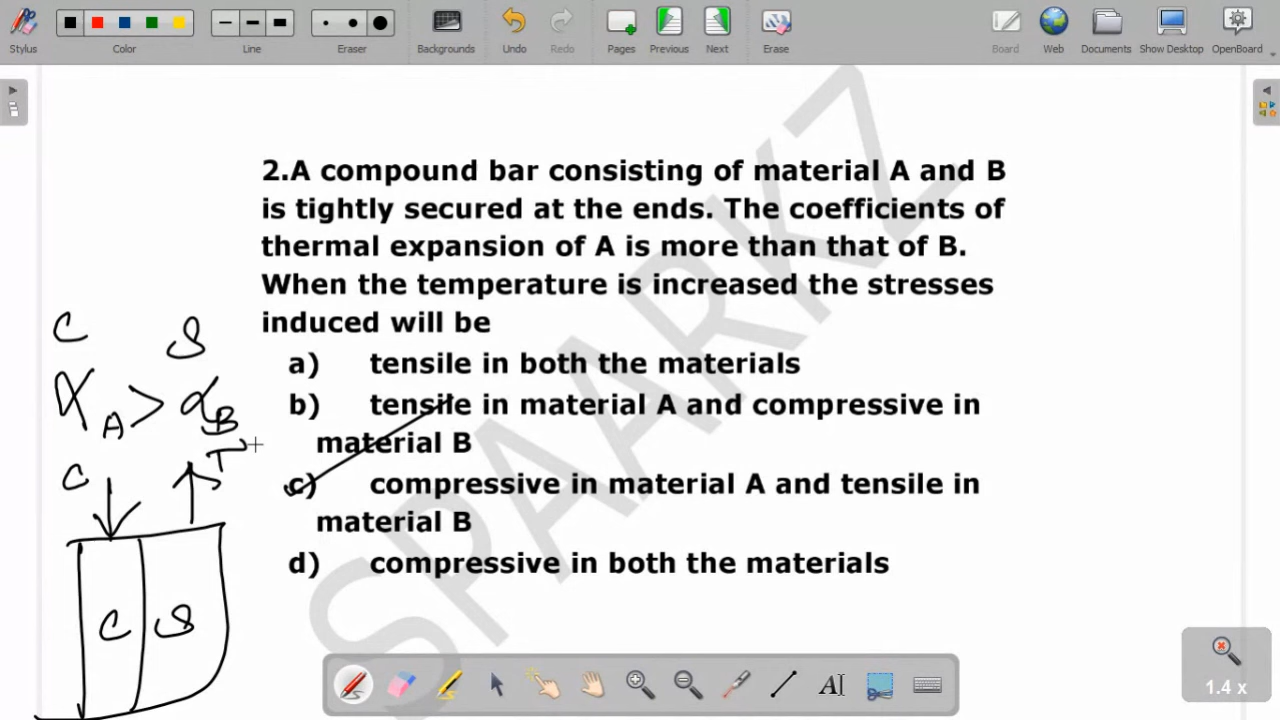 Stylus
Color
Line
Eraser
Backgrounds
Undo
Redo
Pages
Previous
Next
Erase
Board
Web
Documents
Show Desktop
OpenBoard
SPAARKZ
2.A compound bar consisting of material A and B
is tightly secured at the ends. The coefficients of
thermal expansion of A is more than that of B.
When the temperature is increased the stresses
induced will be
a) tensile in both the materials
b) tensile in material A and compressive in
material B
c) compressive in material A and tensile in
material B
d) compressive in both the materials
C S
α A > α B
C T
C S
1.4 x